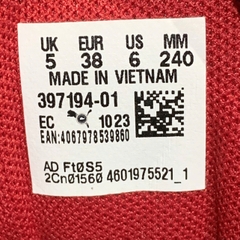 UK EUR US MM
5 38 6 240
MADE IN VIETNAM
397194-01
EC 1023
EAN:4067978539860
AD Ft0S5
2Cn01560 4601975521_1